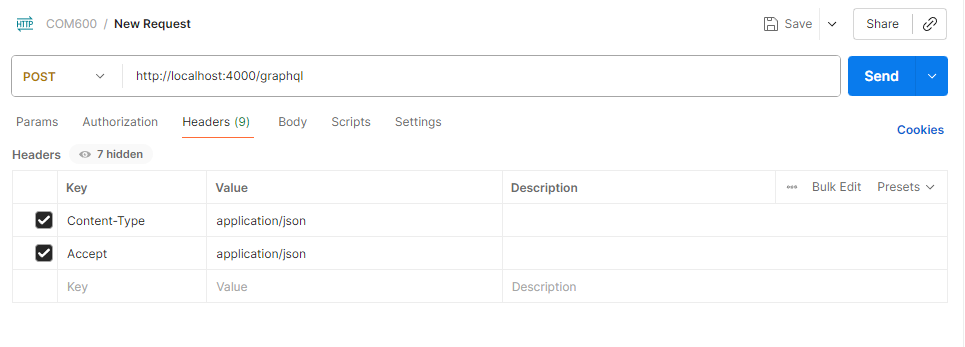 HTTP COM600 / New Request Save Share
POST http://localhost:4000/graphql Send
Params Authorization Headers (9) Body Scripts Settings Cookies
Headers 7 hidden
Key Value Description Bulk Edit Presets
Content-Type application/json
Accept application/json
Key Value Description